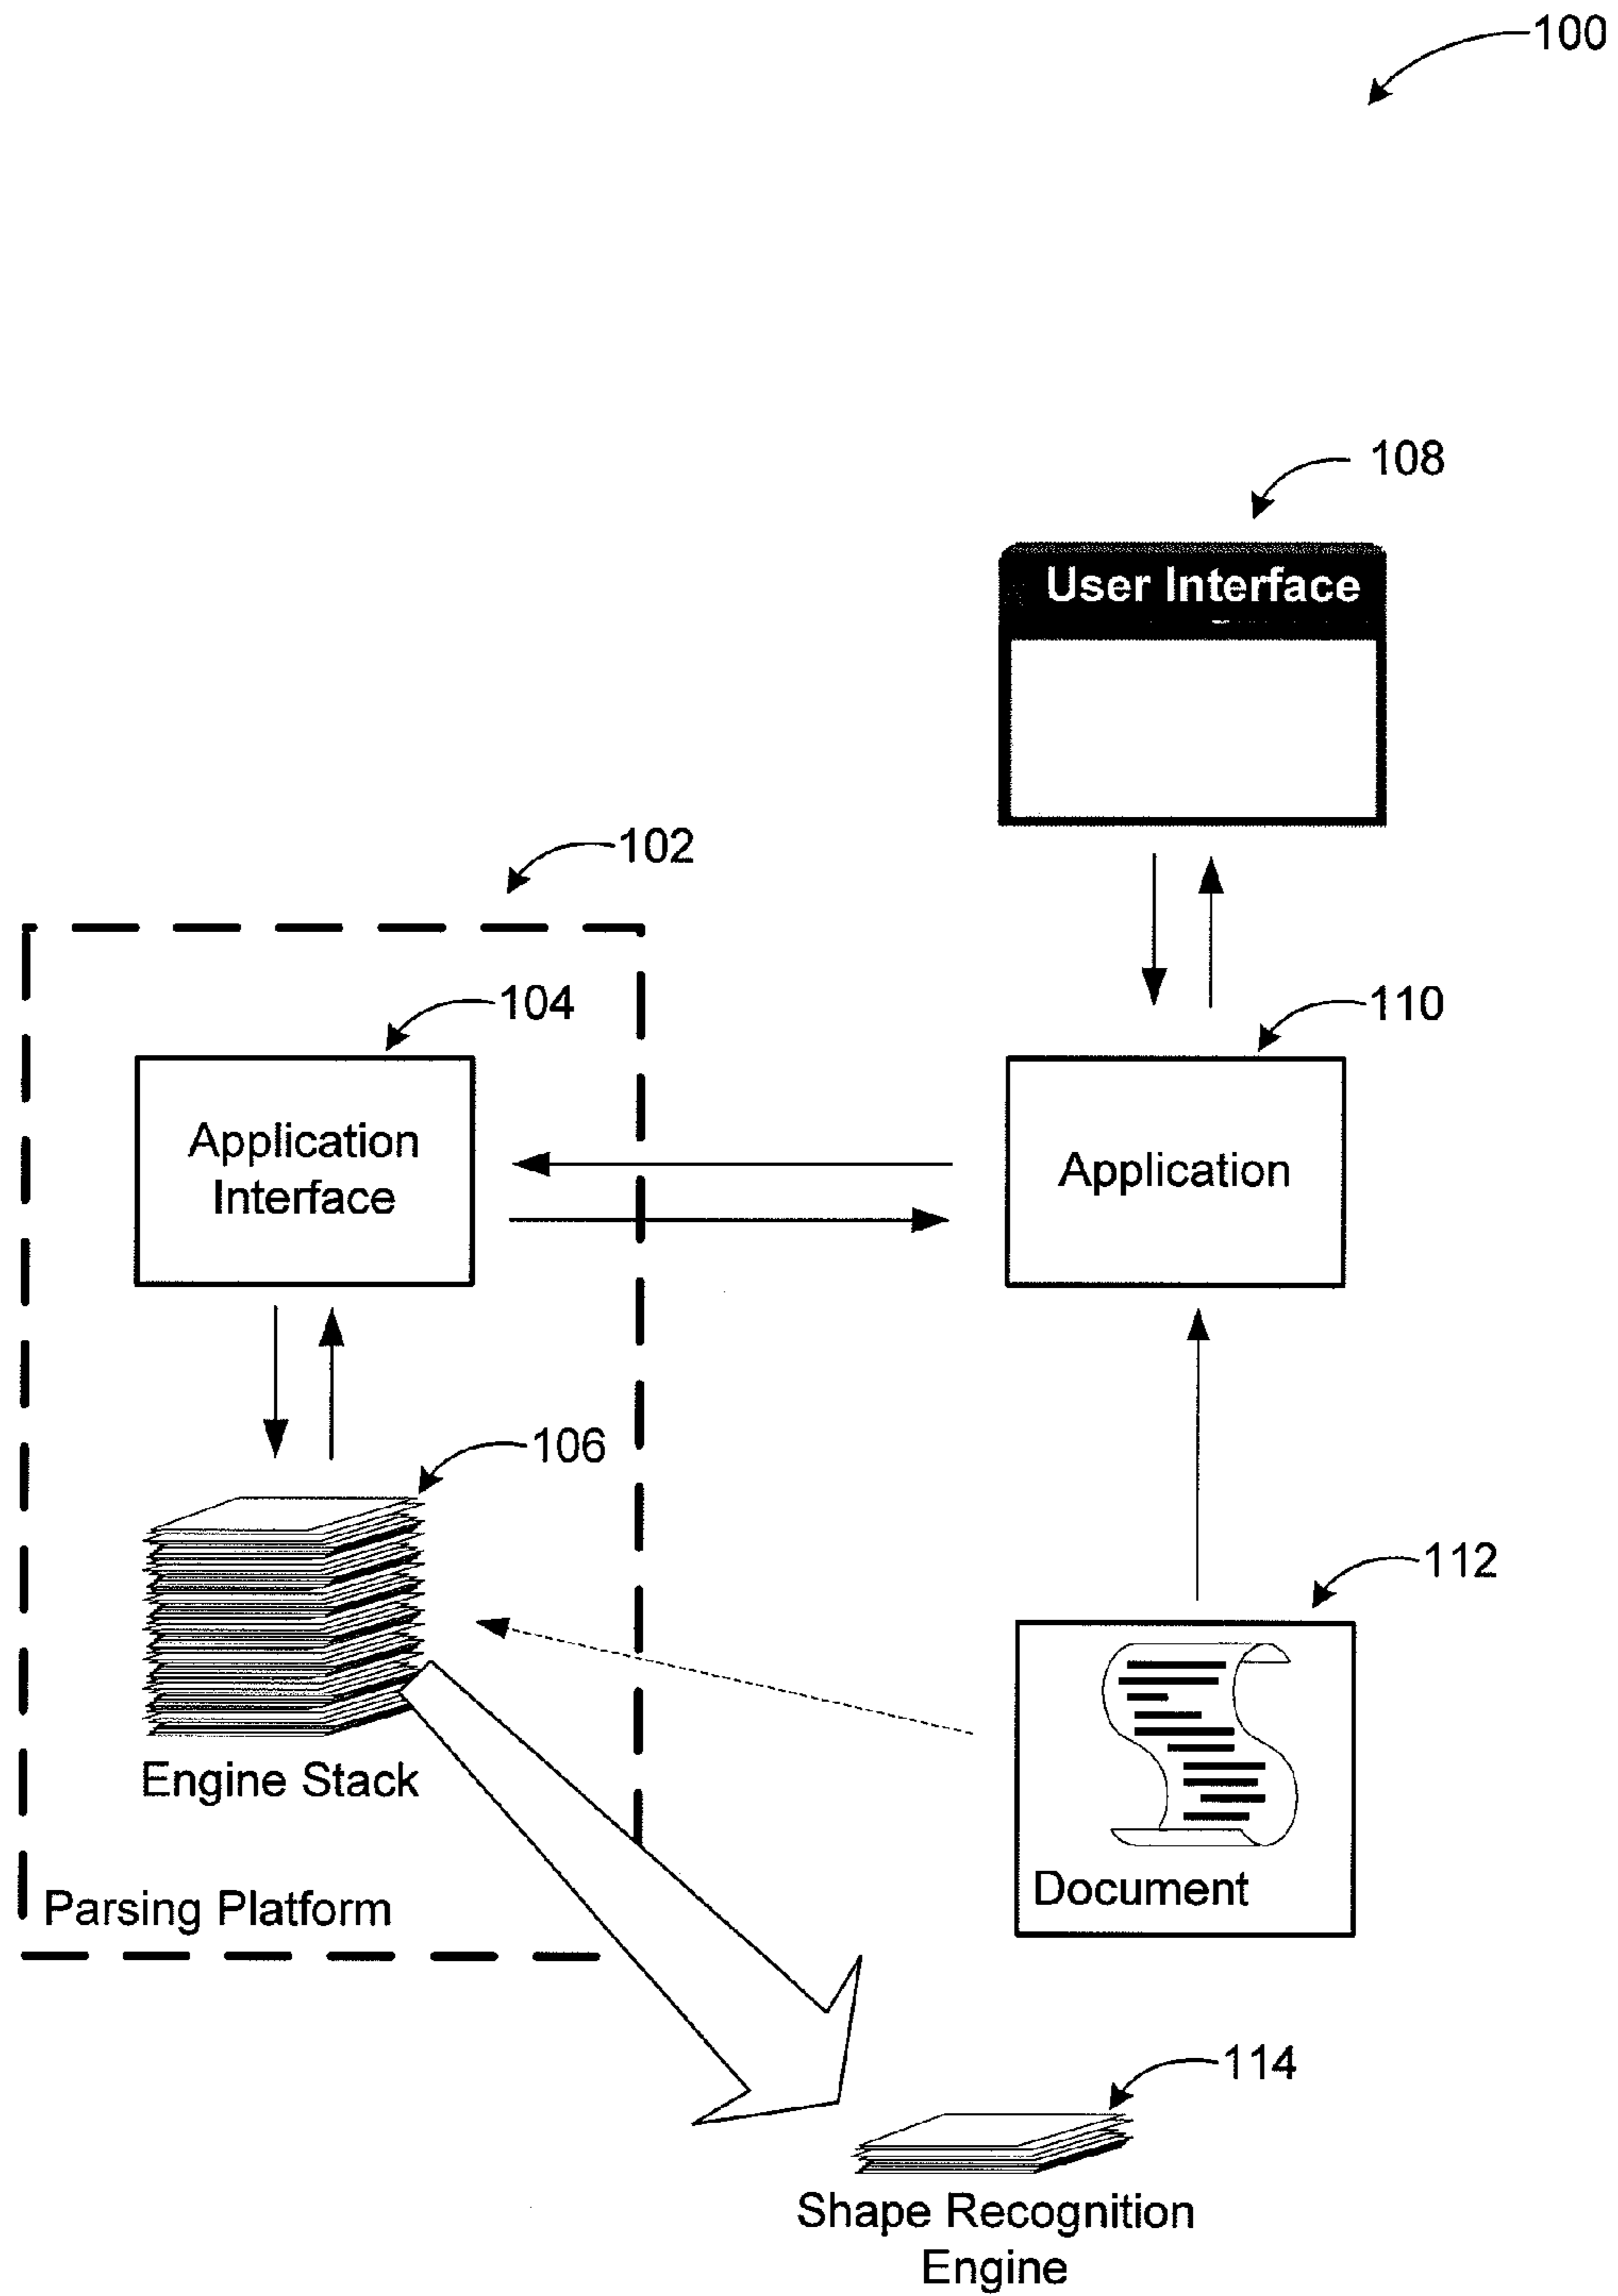 100
108
User Interface
102
104
110
Application
Interface
Application
106
112
Engine Stack
Document
Parsing Platform
114
Shape Recognition
Engine